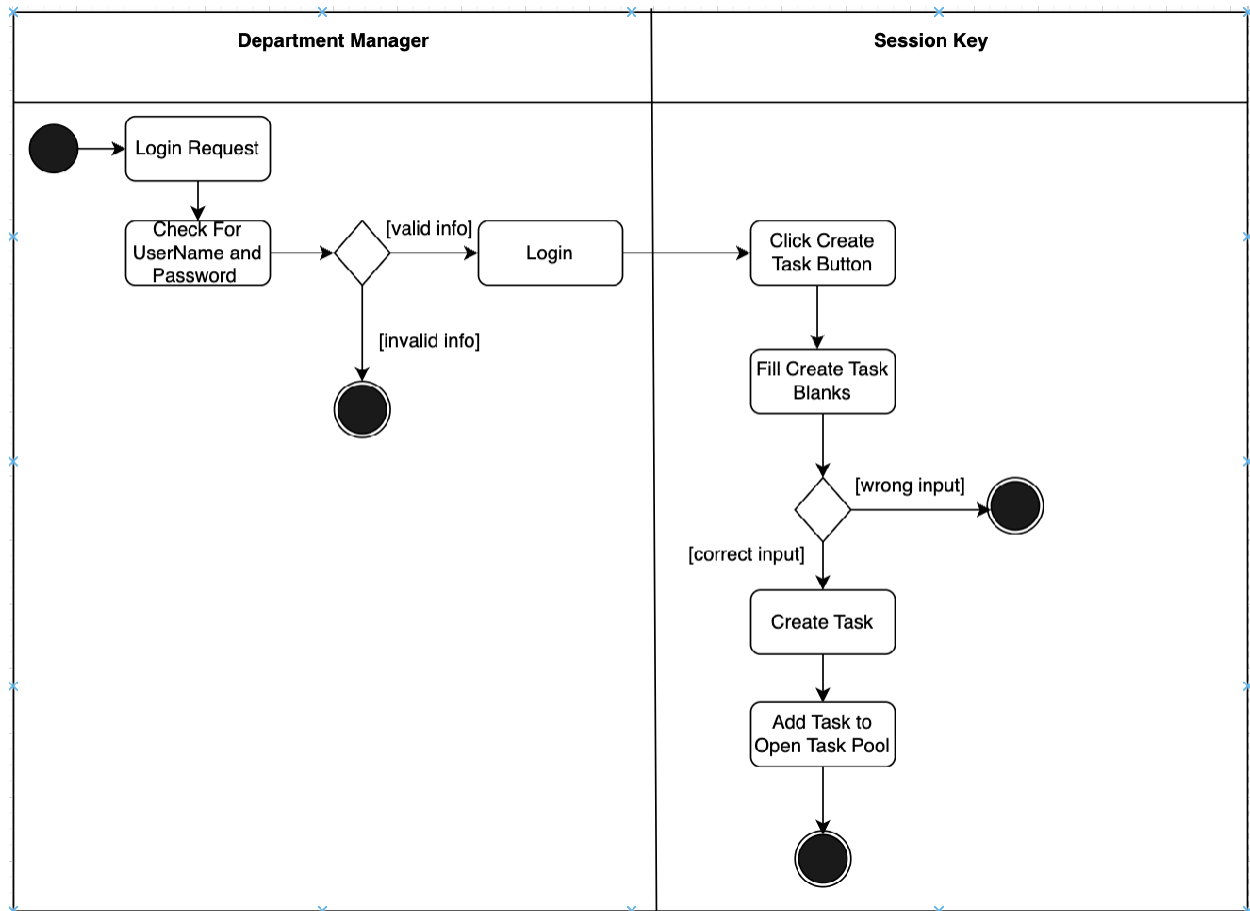 Department Manager
Session Key
Login Request
Check For
UserName and
Password
[valid info]
Login
[invalid info]
Click Create
Task Button
Fill Create Task
Blanks
[wrong input]
[correct input]
Create Task
Add Task to
Open Task Pool